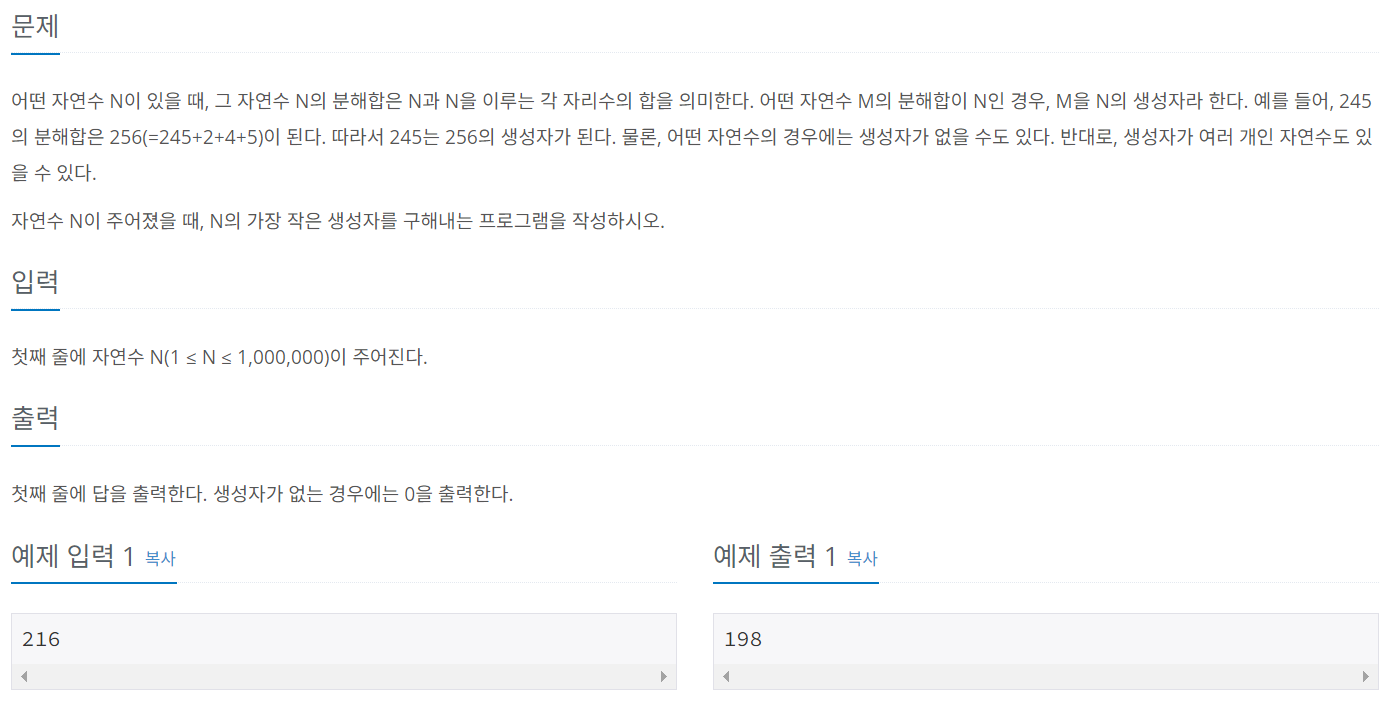 문제
어떤 자연수 N이 있을 때, 그 자연수 N의 분해합은 N과 N을 이루는 각 자리수의 합을 의미한다. 어떤 자연수 M의 분해합이 N인 경우, M을 N의 생성자라 한다. 예를 들어, 245
의 분해합은 256(=245+2+4+5)이 된다. 따라서 245는 256의 생성자가 된다. 물론, 어떤 자연수의 경우에는 생성자가 없을 수도 있다. 반대로, 생성자가 여러 개인 자연수도 있
을 수 있다.
자연수 N이 주어졌을 때, N의 가장 작은 생성자를 구해내는 프로그램을 작성하시오.
입력
첫째 줄에 자연수 N(1 ≤ N ≤ 1,000,000)이 주어진다.
출력
첫째 줄에 답을 출력한다. 생성자가 없는 경우에는 0을 출력한다.
예제 입력 1 복사
216
예제 출력 1 복사
198